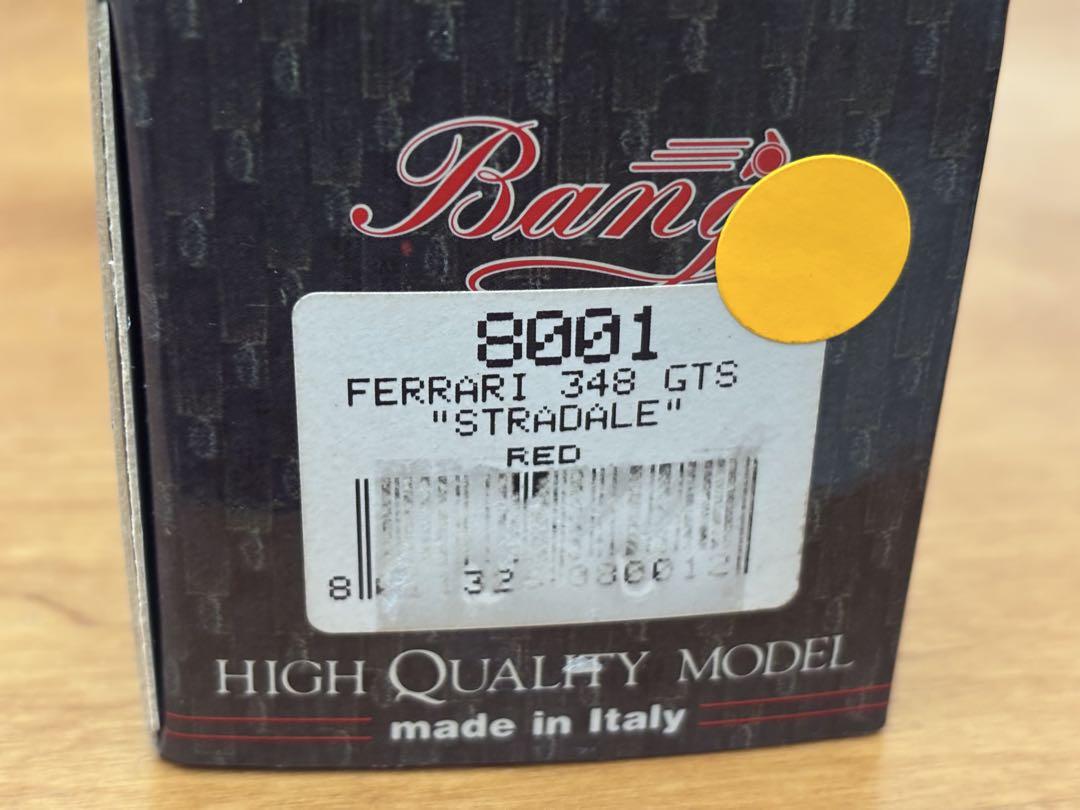 Bang
8001
FERRARI 348 GTS
"STRADALE"
RED
HIGH QUALITY MODEL
made in Italy